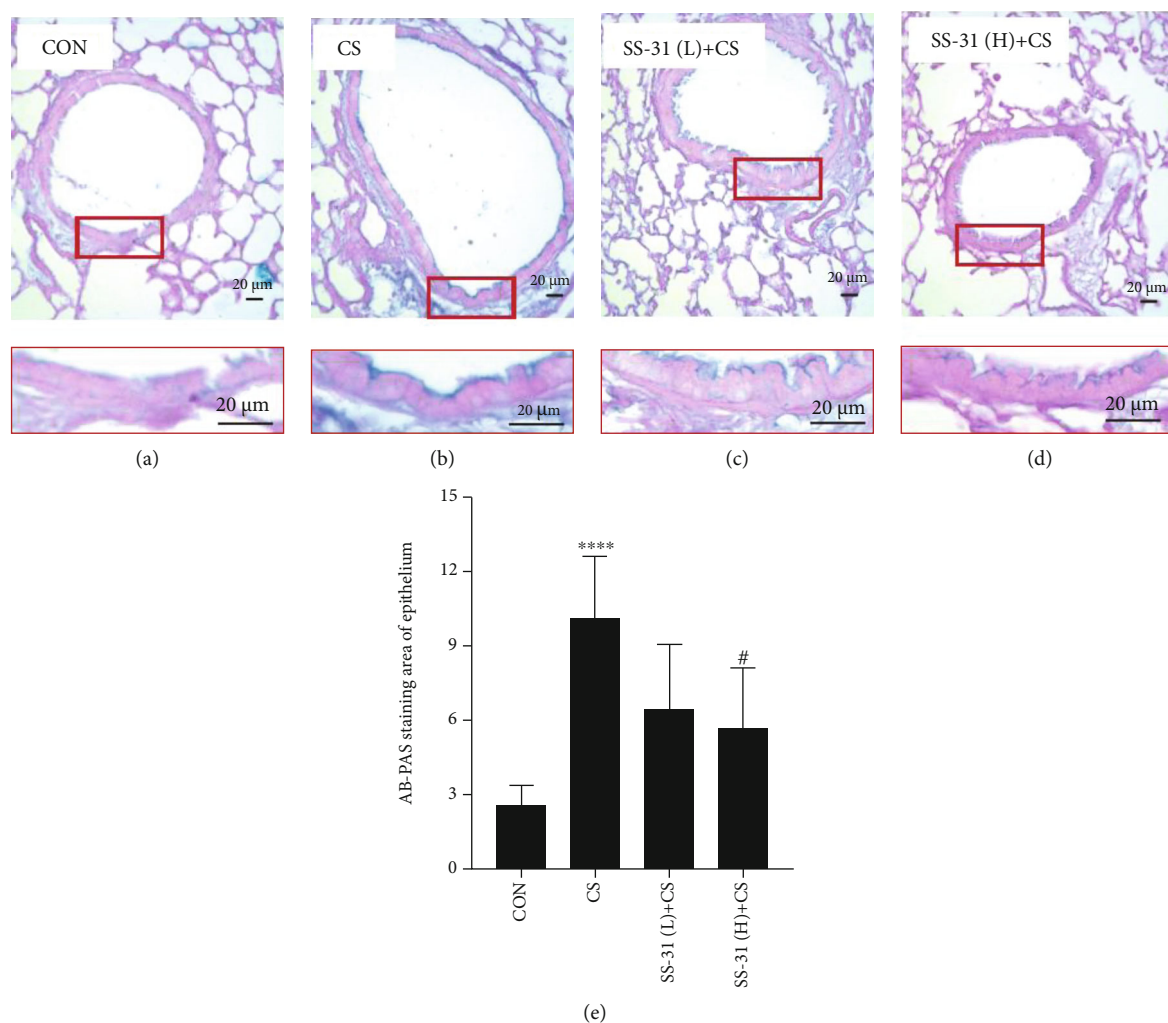 CON
CS
SS-31 (L)+CS
SS-31 (H)+CS
20 μm
20 μm
20 μm
20 μm
20 μm
20 μm
20 μm
20 μm
(a)
(b)
(c)
(d)
15
12
9
6
3
0
AB-PAS staining area of epithelium
****
#
CON
CS
SS-31 (L)+CS
SS-31 (H)+CS
(e)